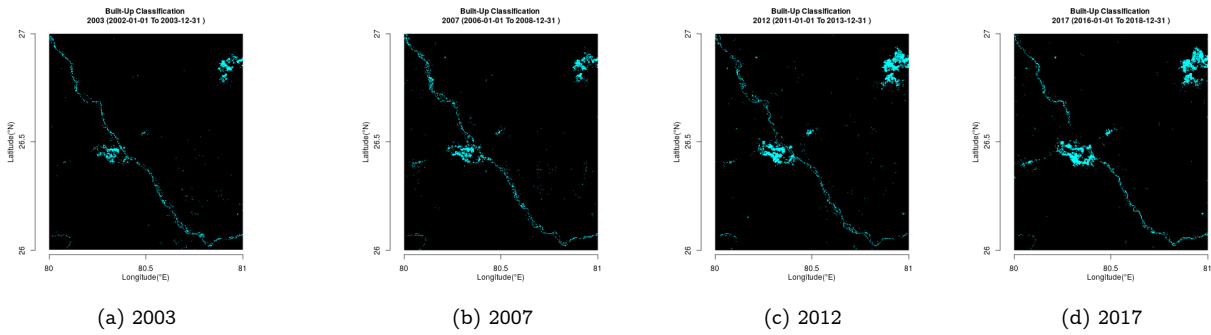 Built-Up Classification
2003 (2002-01-01 To 2003-12-31 )
Latitude(°N)
27
26.5
26
80
80.5
81
Longitude(°E)
(a) 2003
Built-Up Classification
2007 (2006-01-01 To 2008-12-31 )
Latitude(°N)
27
26.5
26
80
80.5
81
Longitude(°E)
(b) 2007
Built-Up Classification
2012 (2011-01-01 To 2013-12-31 )
Latitude(°N)
27
26.5
26
80
80.5
81
Longitude(°E)
(c) 2012
Built-Up Classification
2017 (2016-01-01 To 2018-12-31 )
Latitude(°N)
27
26.5
26
80
80.5
81
Longitude(°E)
(d) 2017